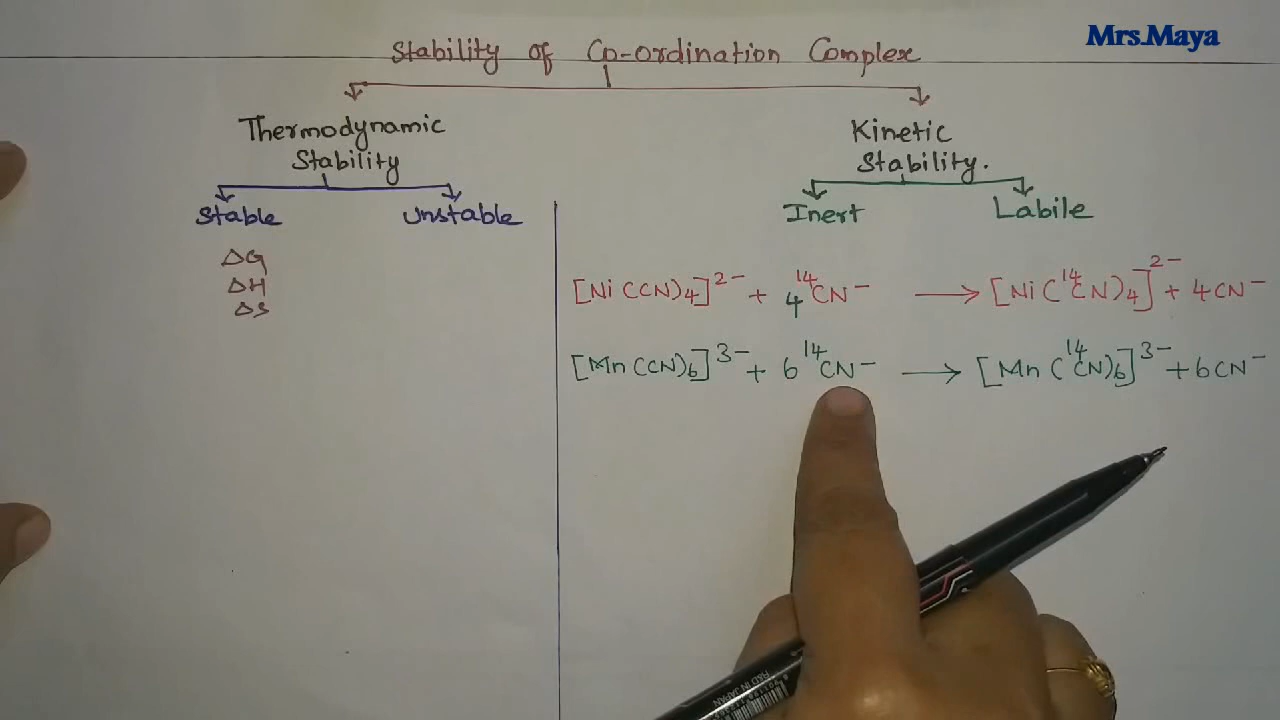 Mrs.Maya
Stability of Co-ordination Complex
Thermodynamic
Stability
Kinetic
Stability.
Stable
Unstable
Inert
Labile
ΔG
ΔH
ΔS
[Ni(CN)4]²⁻ + 4 ¹⁴CN⁻ → [Ni(¹⁴CN)4]²⁻ + 4CN⁻
[Mn(CN)6]³⁻ + 6 ¹⁴CN⁻ → [Mn(¹⁴CN)6]³⁻ + 6CN⁻